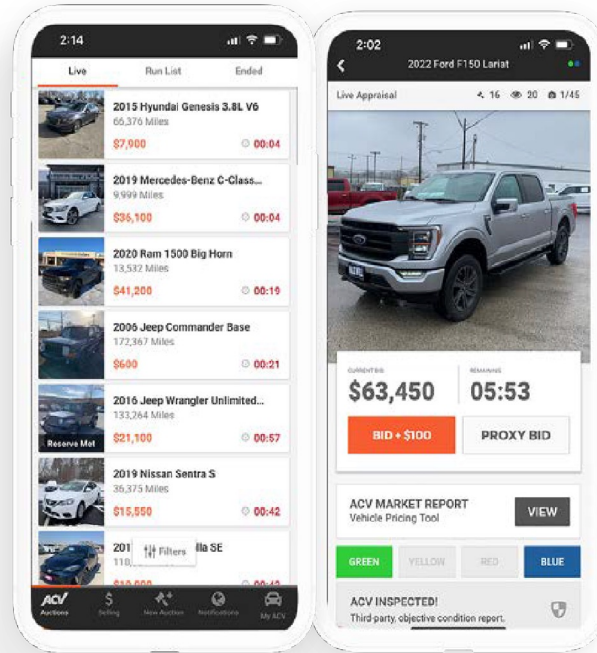 2:14
Live Run List Ended
2015 Hyundai Genesis 3.8L V6
66,376 Miles
$7,900 00:04
2019 Mercedes-Benz C-Class...
9,999 Miles
$36,100 00:04
2020 Ram 1500 Big Horn
13,532 Miles
$41,200 00:19
2006 Jeep Commander Base
172,367 Miles
$600 00:21
2016 Jeep Wrangler Unlimited...
133,264 Miles
Reserve Met $21,100 00:57
2019 Nissan Sentra S
36,375 Miles
$15,550 00:42
201 Filters lla SE
ACV
Auctions Selling New Auction Notifications My ACV
2:02
2022 Ford F150 Lariat
Live Appraisal 16 20 1/45
CURRENT BID REMAINING
$63,450 05:53
BID + $100 PROXY BID
ACV MARKET REPORT
Vehicle Pricing Tool
VIEW
GREEN YELLOW RED BLUE
ACV INSPECTED!
Third-party, objective condition report.